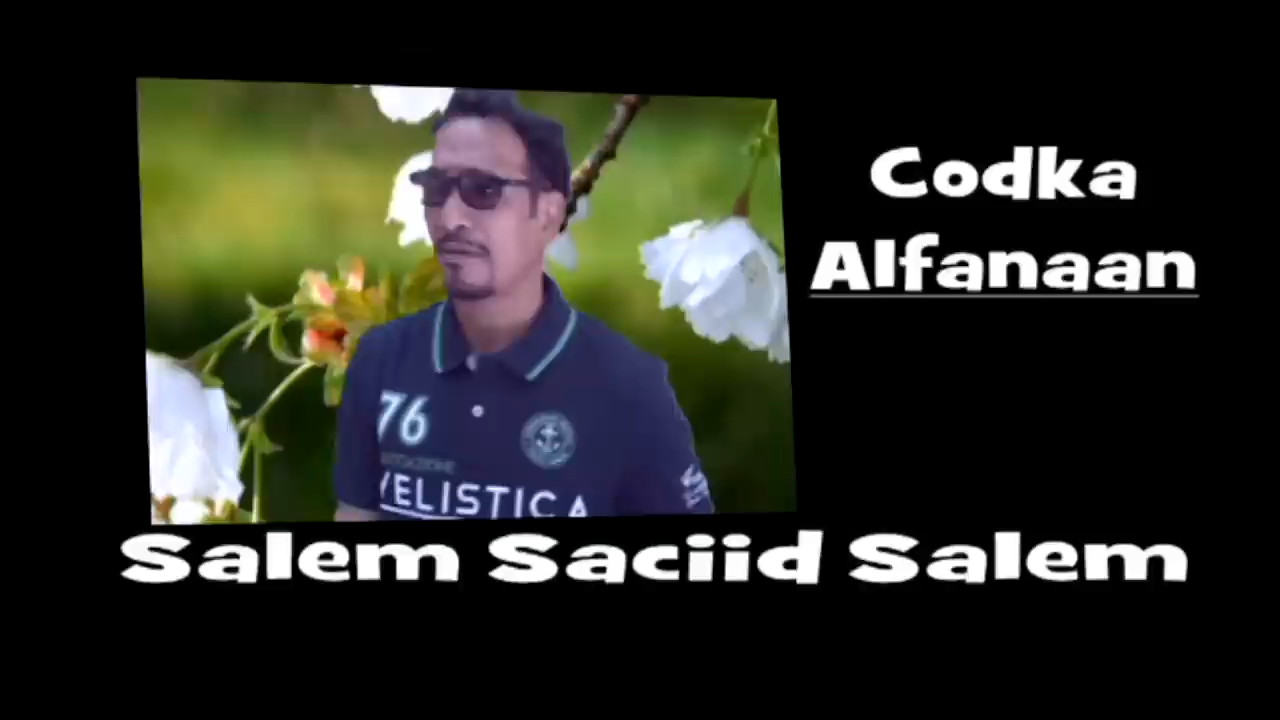 Codka
Alfanaan
76
VELISTICA
Salem Saciid Salem